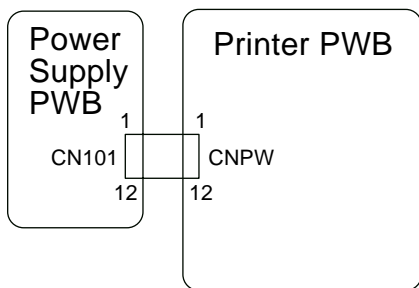 Power
Supply
PWB
Printer PWB
1
1
CN101
CNPW
12
12